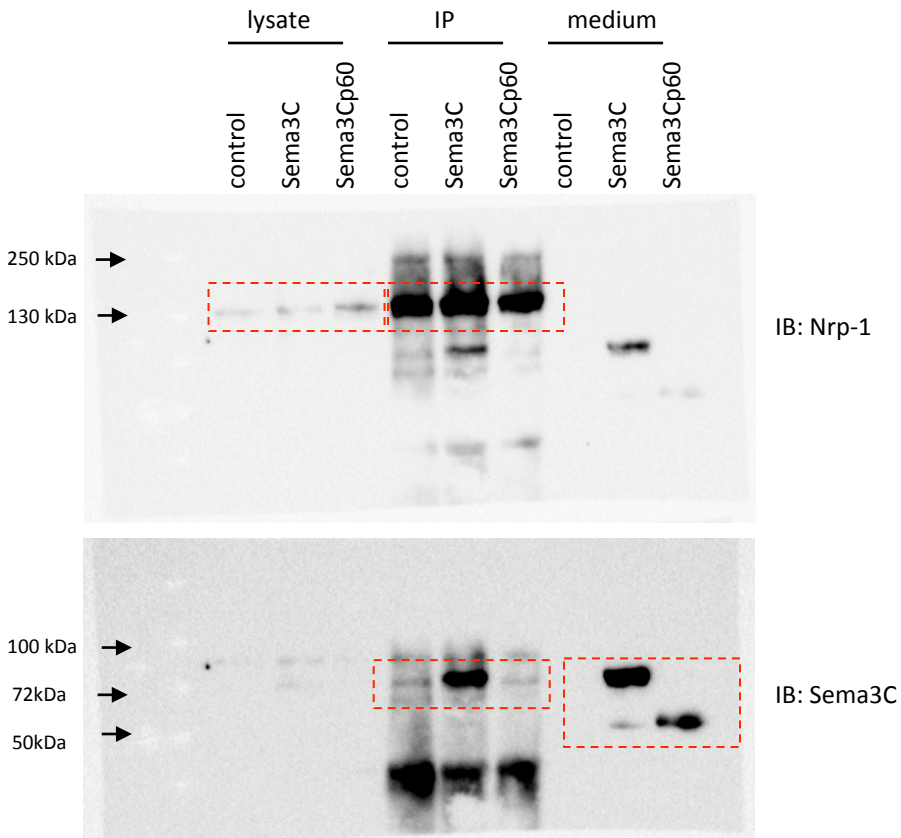 lysate IP medium
control Sema3C Sema3Cp60 control Sema3C Sema3Cp60 control Sema3C Sema3Cp60
250 kDa
130 kDa
IB: Nrp-1
100 kDa
72kDa
IB: Sema3C
50kDa